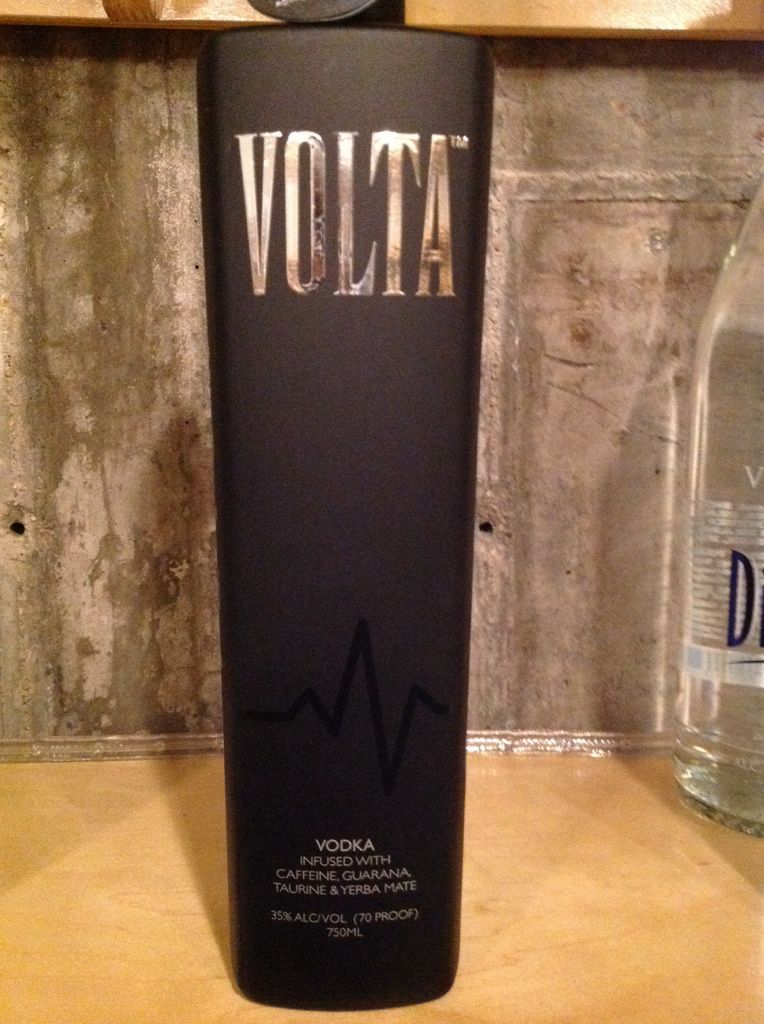 VOLTA™
VODKA
INFUSED WITH
CAFFEINE, GUARANA,
TAURINE & YERBA MATE
35% ALC/VOL (70 PROOF)
750ML